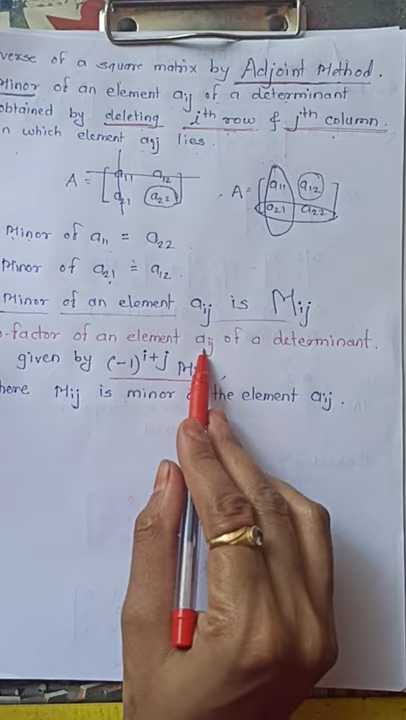 verse of a square matrix by Adjoint Method.
Minor of an element aij of a determinant
obtained by deleting iᵗʰ row & jᵗʰ column
n which element aij lies.
A = [a11 a12 a21 a22] . A = [a11 a12 a21 a22]
Minor of a11 = a22
Minor of a21 = a12.
Minor of an element aij is Mij
o-factor of an element aij of a determinant.
given by (-1)ⁱ⁺ʲ M
here Mij is minor the element aij.